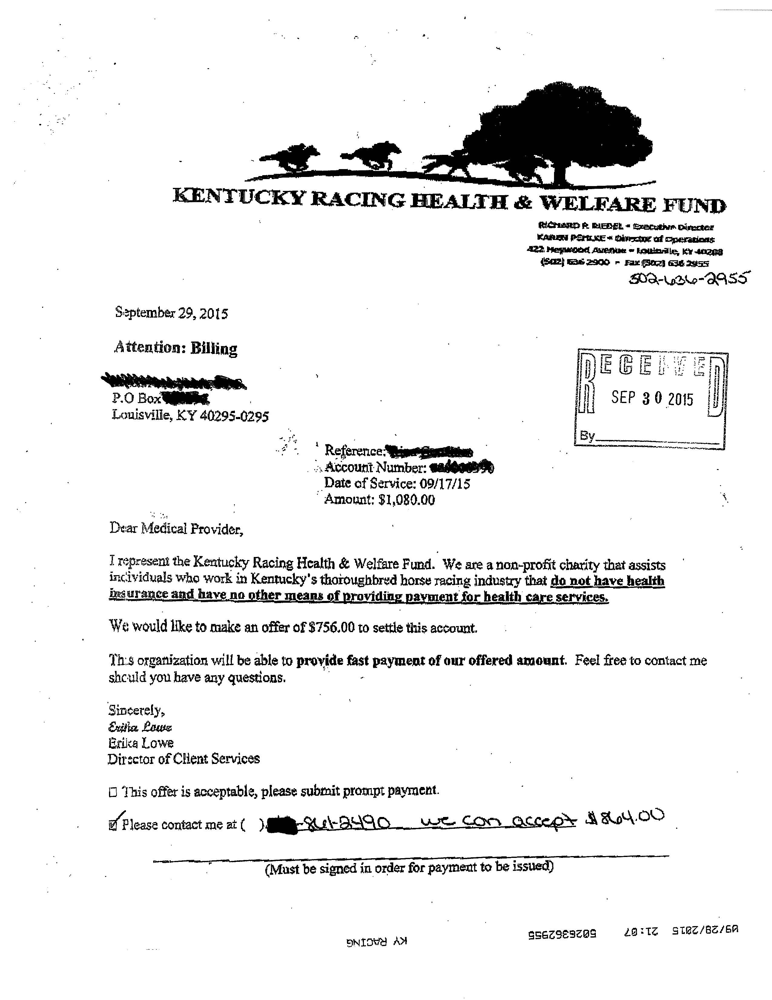 KENTUCKY RACING HEALTH & WELFARE FUND
RICHARD P. RIEDEL - Executive Director
KAREN PEHLKE - Director of Operations
422 Heywood Avenue - Louisville, KY 40208
(502) 636 2900 - Fax (502) 636 2955
502-636-2955
September 29, 2015
Attention: Billing
P.O Box
Louisville, KY 40295-0295
RECEIVED
SEP 30 2015
By
Reference:
Account Number:
Date of Service: 09/17/15
Amount: $1,080.00
Dear Medical Provider,
I represent the Kentucky Racing Health & Welfare Fund. We are a non-profit charity that assists
individuals who work in Kentucky's thoroughbred horse racing industry that do not have health
insurance and have no other means of providing payment for health care services.
We would like to make an offer of $756.00 to settle this account.
This organization will be able to provide fast payment of our offered amount. Feel free to contact me
should you have any questions.
Sincerely,
Erika Lowe
Erika Lowe
Director of Client Services
☐ This offer is acceptable, please submit prompt payment.
☑ Please contact me at ( ) -2490 we can accept $864.00
(Must be signed in order for payment to be issued)
09/28/2015 21:07 5026362955 KY RACING